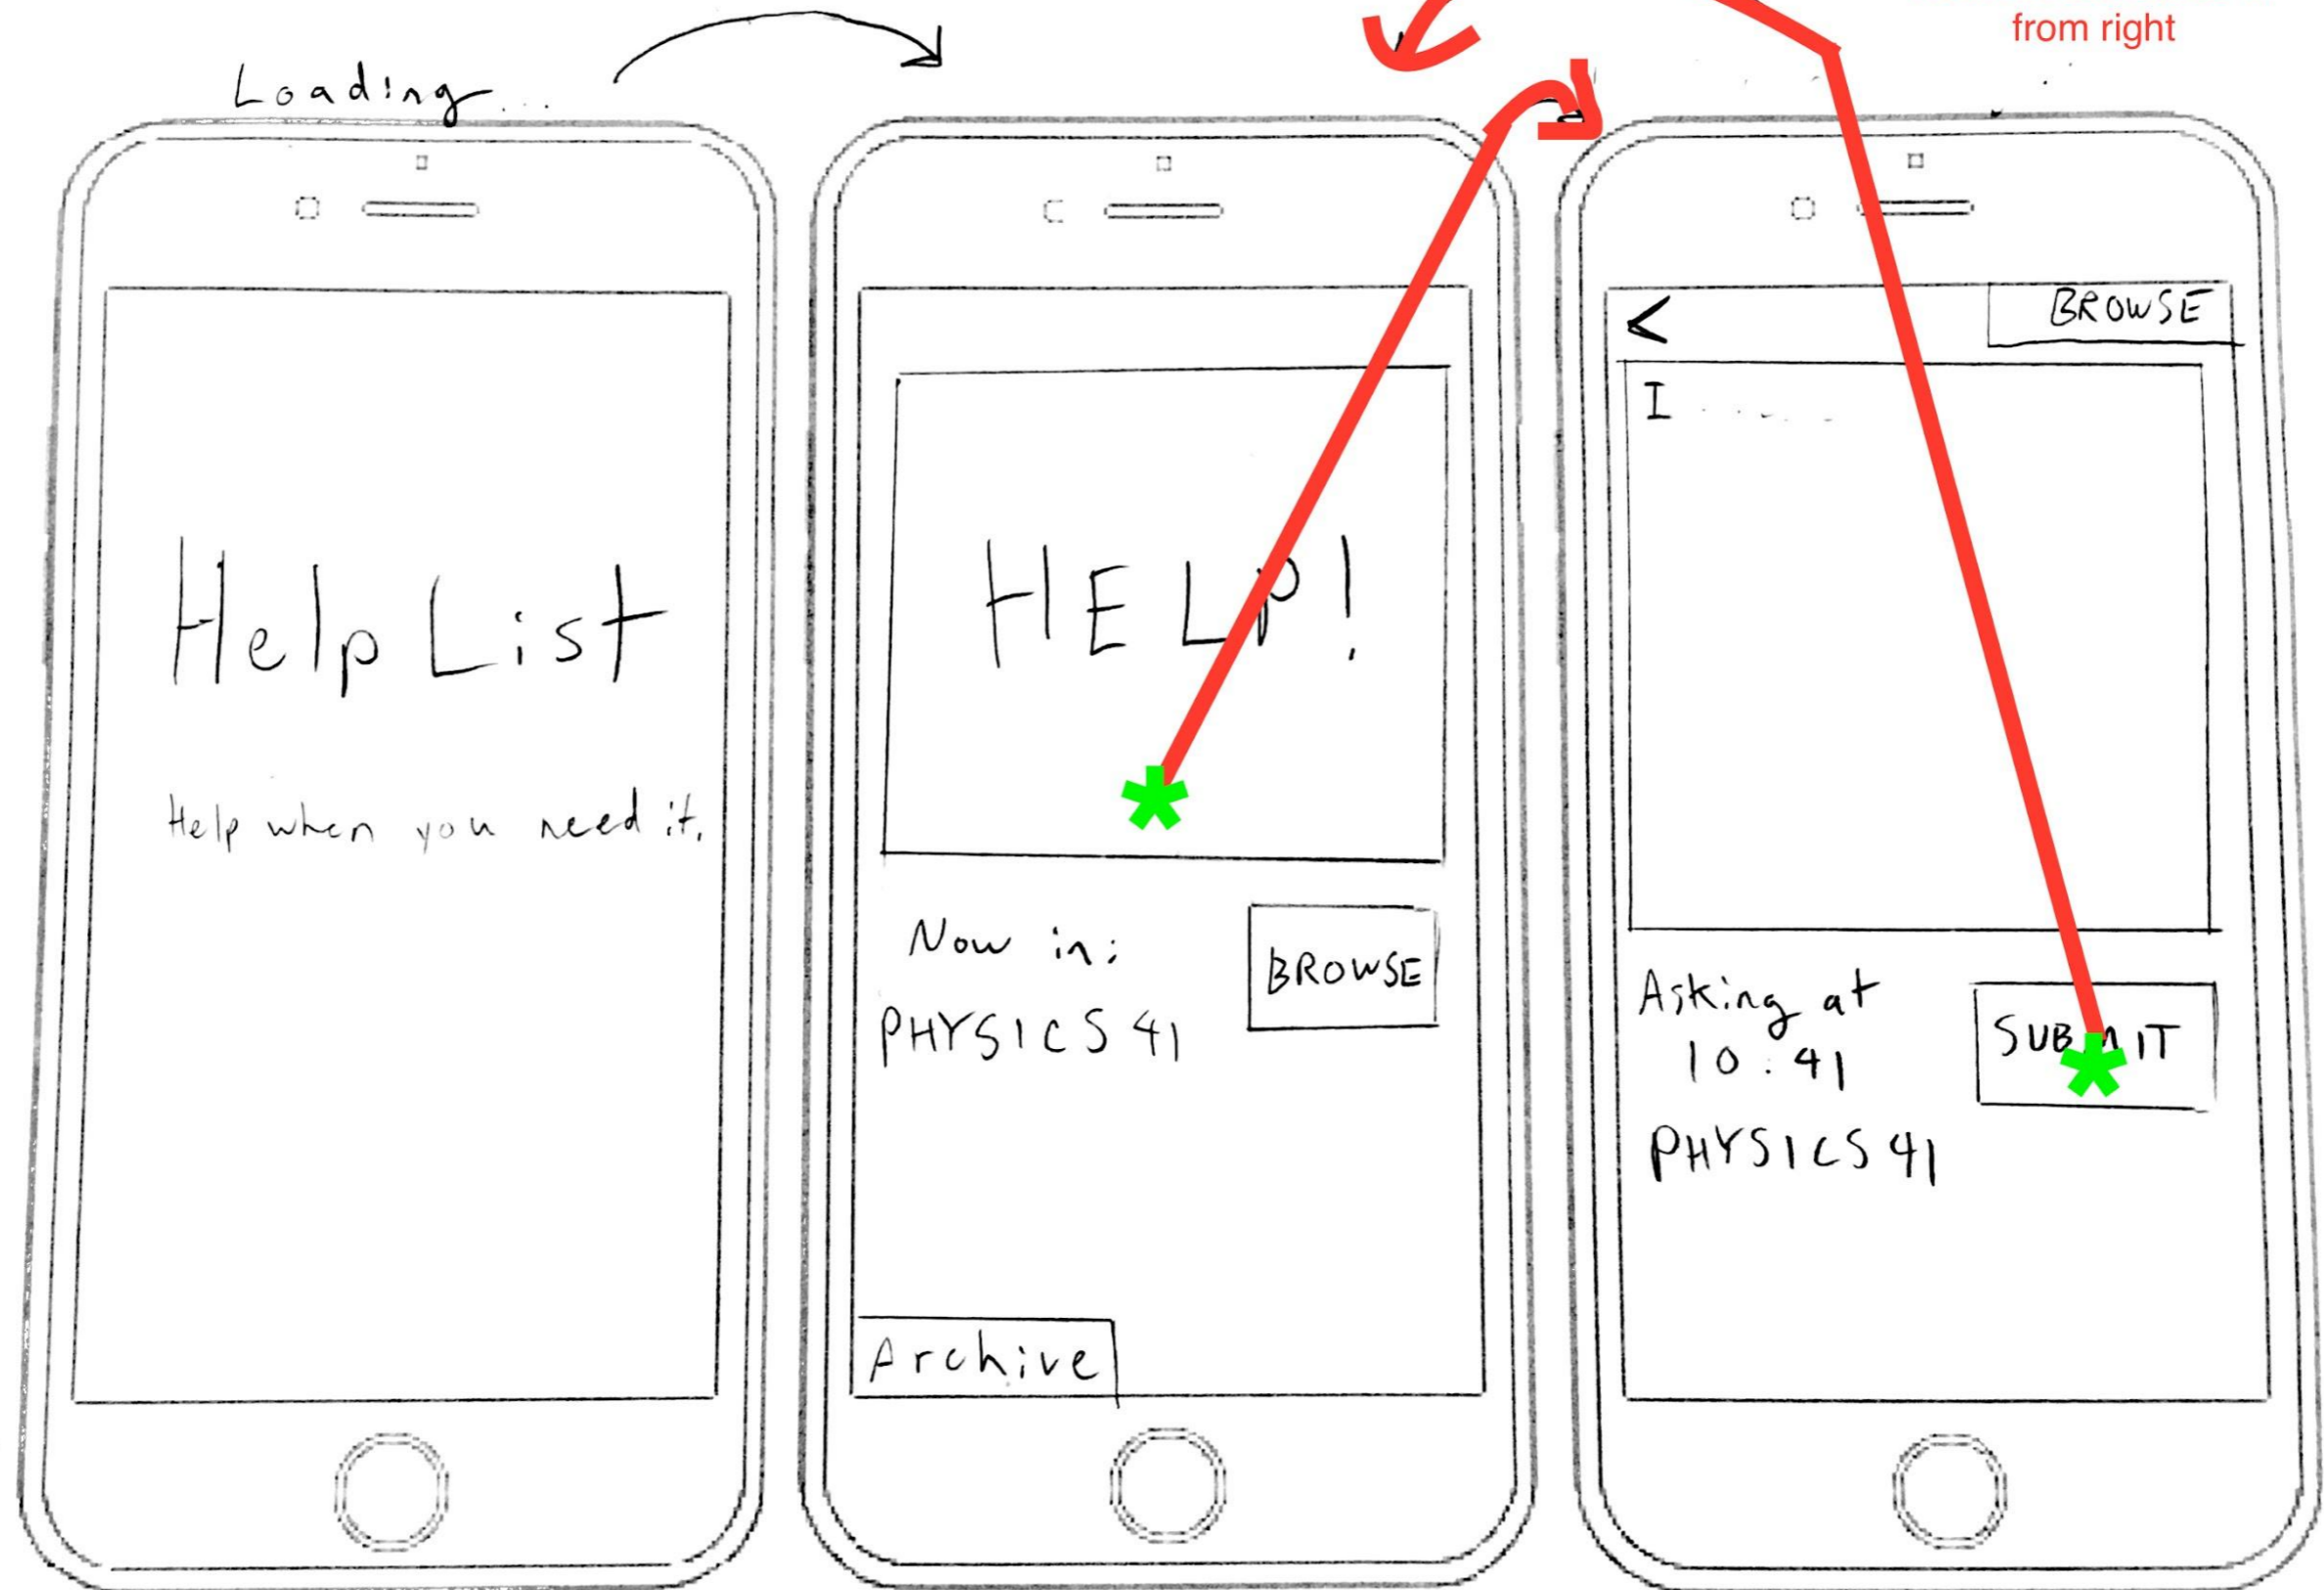 from right
Loading...
Help List
Help when you need it.
HELP!
Now in:
PHYSICS 41
BROWSE
Archive
<
BROWSE
I ......
Asking at
10:41
PHYSICS 41
SUBMIT